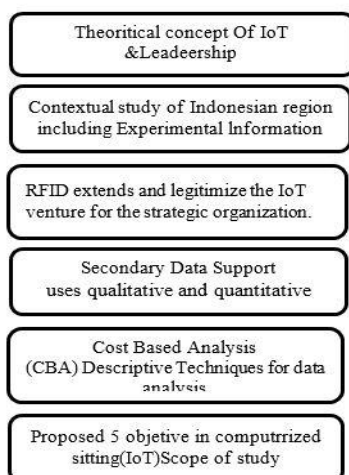 Theoritical concept Of IoT
&Leadeership
Contextual study of Indonesian region
including Experimental Information
RFID extends and legitimize the IoT
venture for the strategic organization.
Secondary Data Support
uses qualitative and quantitative
Cost Based Analysis
(CBA) Descriptive Techniques for data
analysis
Proposed 5 objetive in computrrized
sitting(IoT)Scope of study